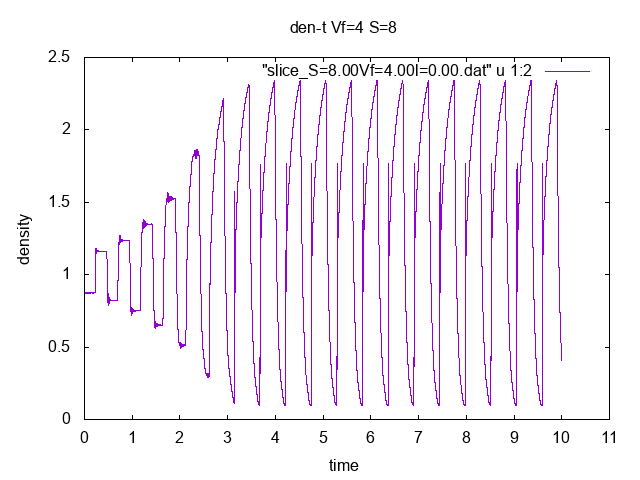 den-t Vf=4 S=8
"slice_S=8.00Vf=4.00I=0.00.dat" u 1:2
2.5
2
1.5
1
0.5
0
density
0 1 2 3 4 5 6 7 8 9 10 11
time